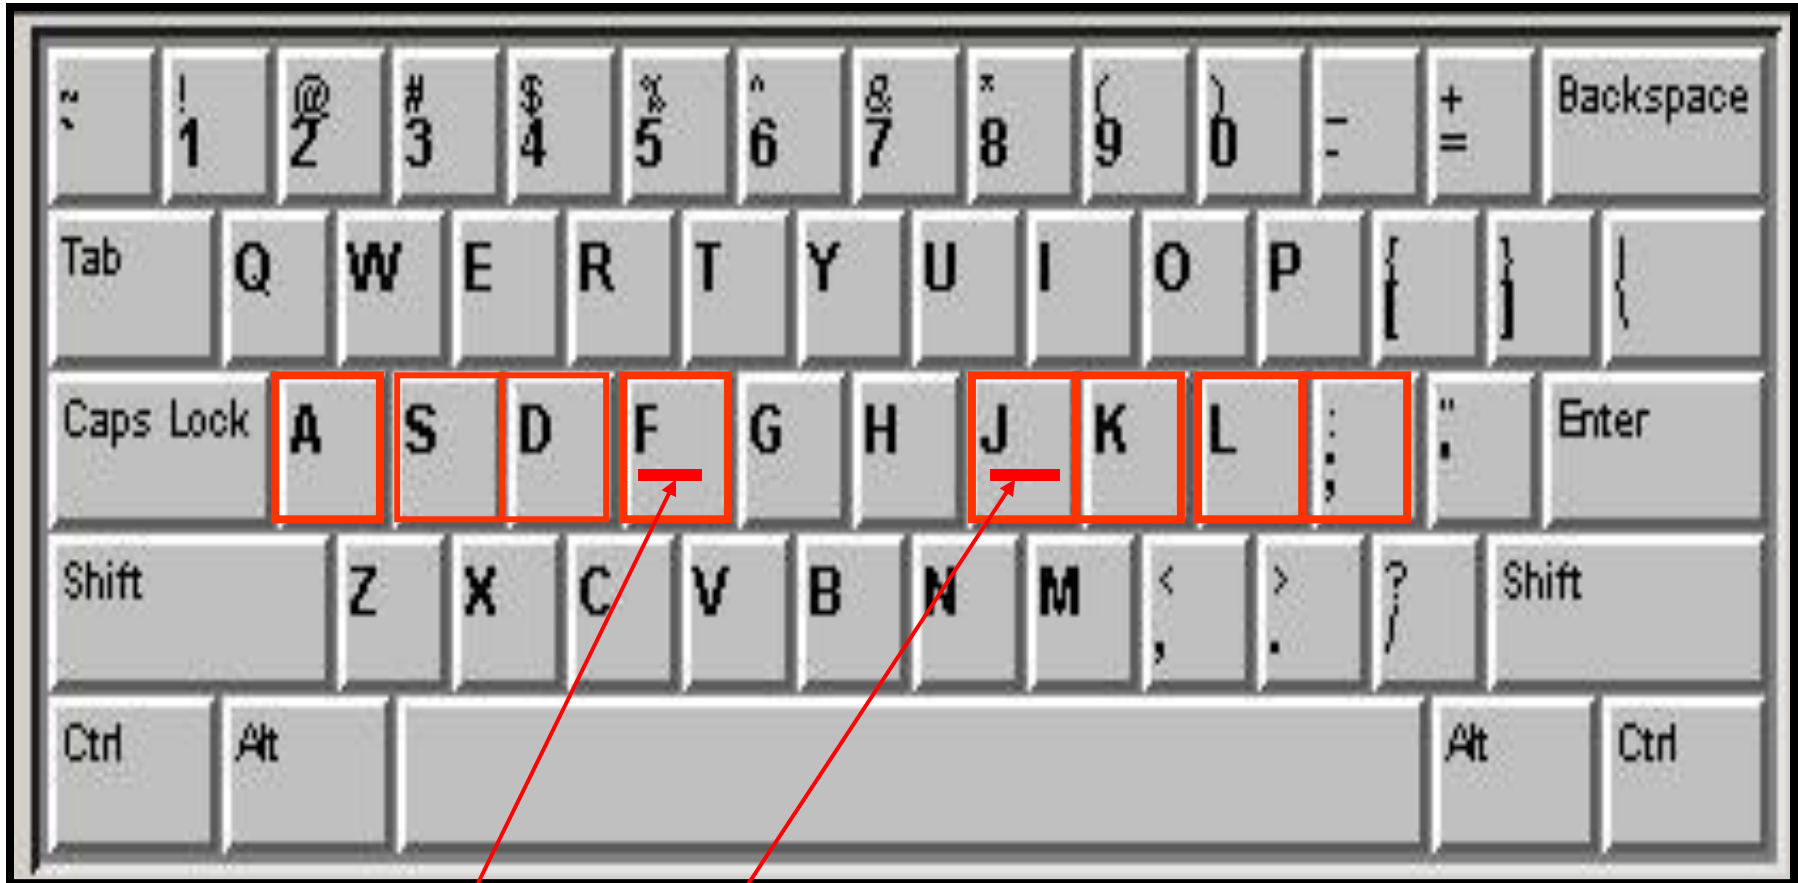 ~ ! @ # $ % ^ & * ( ) _ + Backspace
` 1 2 3 4 5 6 7 8 9 0 - =
Tab Q W E R T Y U I O P { } |
[ ] \
Caps Lock A S D F G H J K L : " Enter
; '
Shift Z X C V B N M < > ? Shift
, . /
Ctrl Alt Alt Ctrl